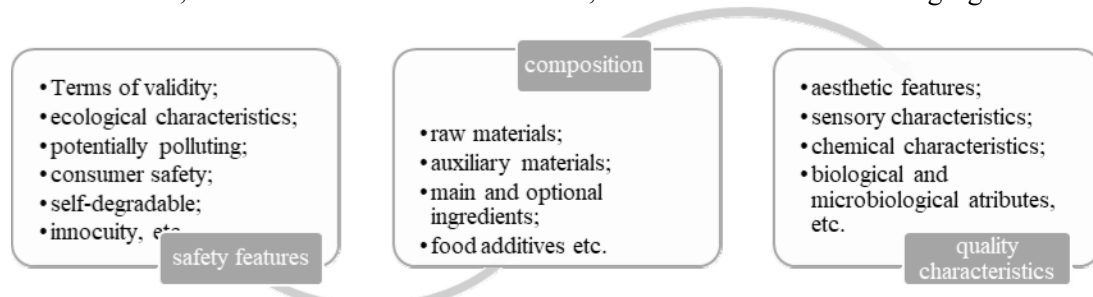 • Terms of validity;
• ecological characteristics;
• potentially polluting;
• consumer safety;
• self-degradable;
• innocuity, etc
safety features
composition
• raw materials;
• auxiliary materials;
• main and optional
ingredients;
• food additives etc.
• aesthetic features;
• sensory characteristics;
• chemical characteristics;
• biological and
microbiological atributes,
etc.
quality
characteristics